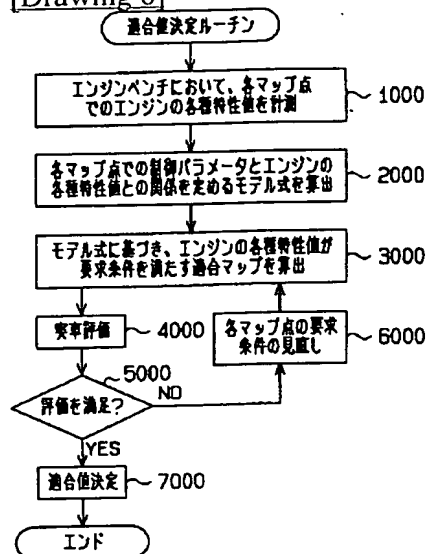 [Drawing 6]
適合値決定ルーチン
エンジンベンチにおいて、各マップ点
でのエンジンの各種特性値を計測
1000
各マップ点での制御パラメータとエンジンの
各種特性値との関係を定めるモデル式を算出
2000
モデル式に基づき、エンジンの各種特性値が
要求条件を満たす適合マップを算出
3000
実車評価
4000
各マップ点の要求
条件の見直し
6000
5000
評価を満足?
NO
YES
適合値決定
7000
エンド